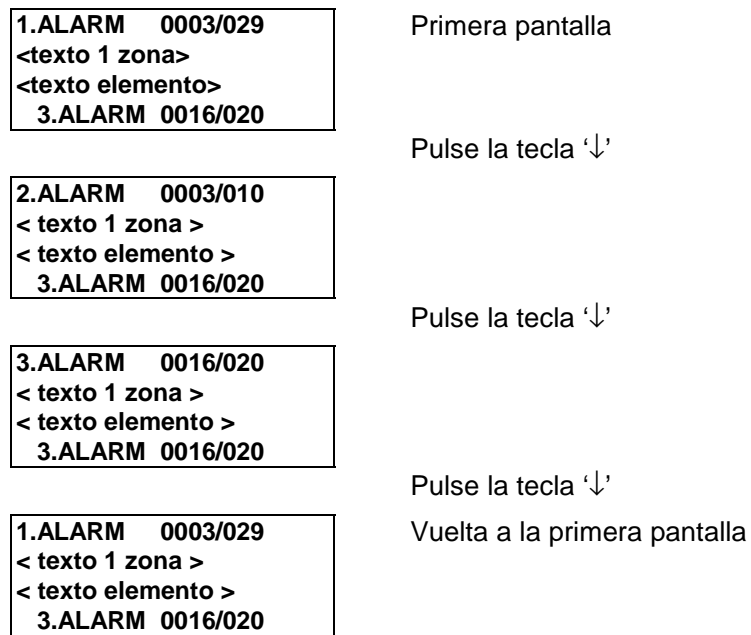 1.ALARM 0003/029 Primera pantalla
<texto 1 zona>
<texto elemento>
3.ALARM 0016/020
Pulse la tecla ‘↓’
2.ALARM 0003/010
< texto 1 zona >
< texto elemento >
3.ALARM 0016/020
Pulse la tecla ‘↓’
3.ALARM 0016/020
< texto 1 zona >
< texto elemento >
3.ALARM 0016/020
Pulse la tecla ‘↓’
1.ALARM 0003/029 Vuelta a la primera pantalla
< texto 1 zona >
< texto elemento >
3.ALARM 0016/020